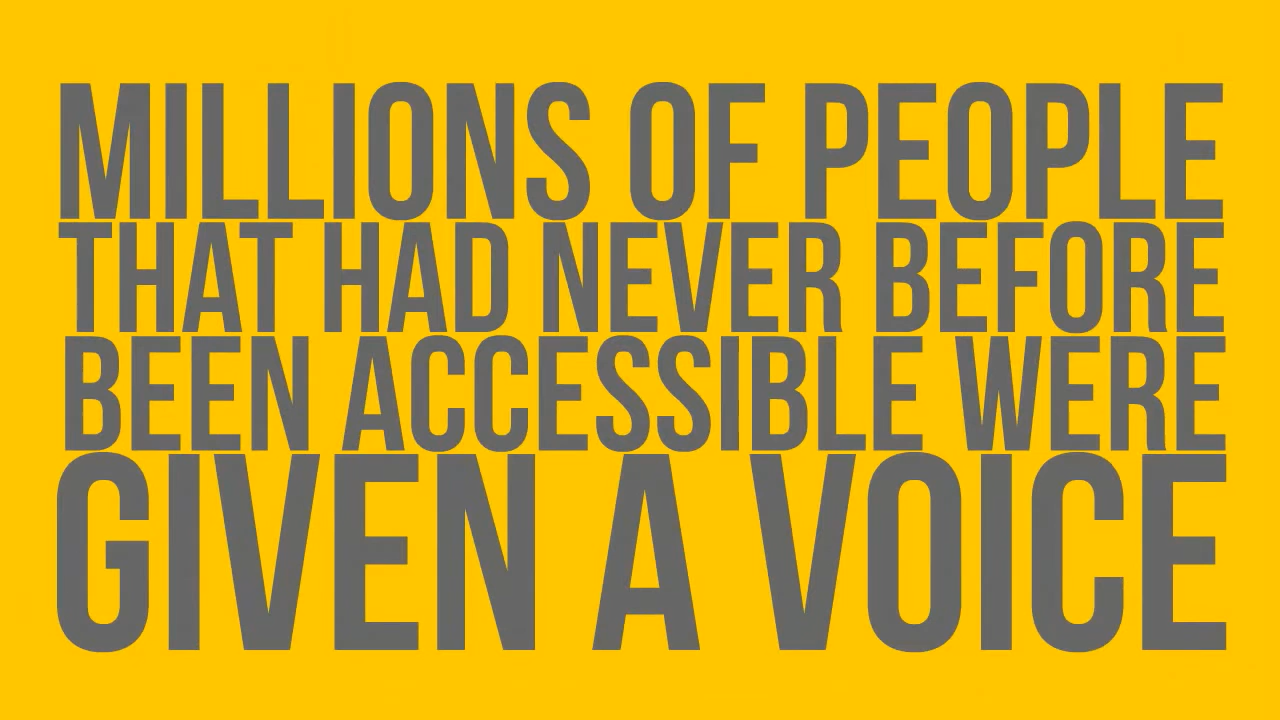 MILLIONS OF PEOPLE
THAT HAD NEVER BEFORE
BEEN ACCESSIBLE WERE
GIVEN A VOICE